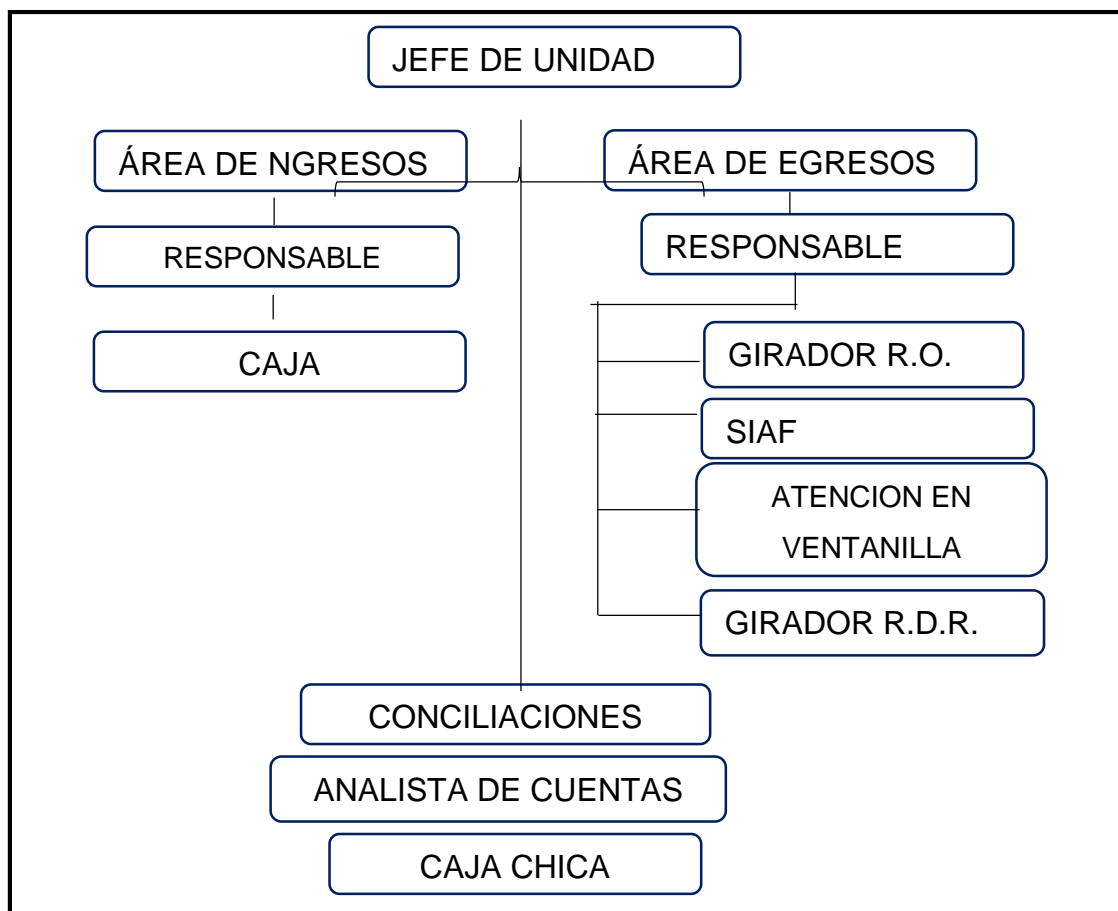 JEFE DE UNIDAD
ÁREA DE NGRESOS
ÁREA DE EGRESOS
RESPONSABLE
RESPONSABLE
CAJA
GIRADOR R.O.
SIAF
ATENCION EN
VENTANILLA
GIRADOR R.D.R.
CONCILIACIONES
ANALISTA DE CUENTAS
CAJA CHICA